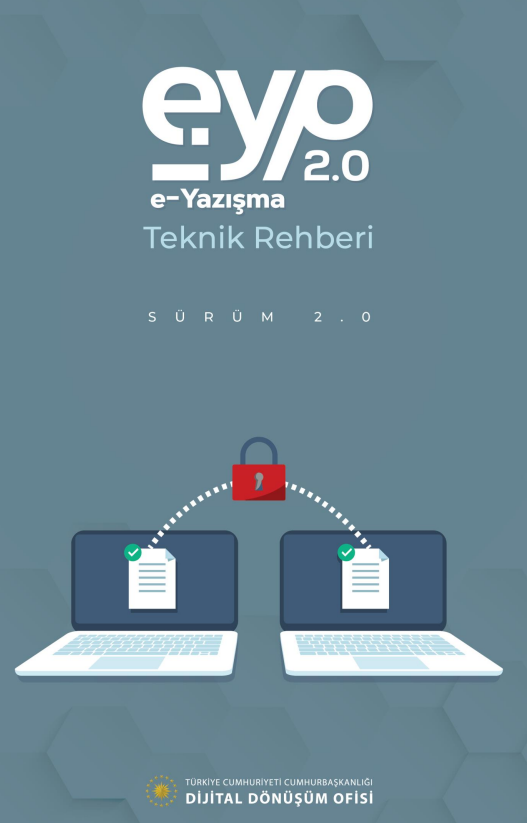 eyp
2.0
e-Yazışma
Teknik Rehberi
SÜRÜM 2.0
TÜRKİYE CUMHURİYETİ CUMHURBAŞKANLIĞI
DİJİTAL DÖNÜŞÜM OFİSİ